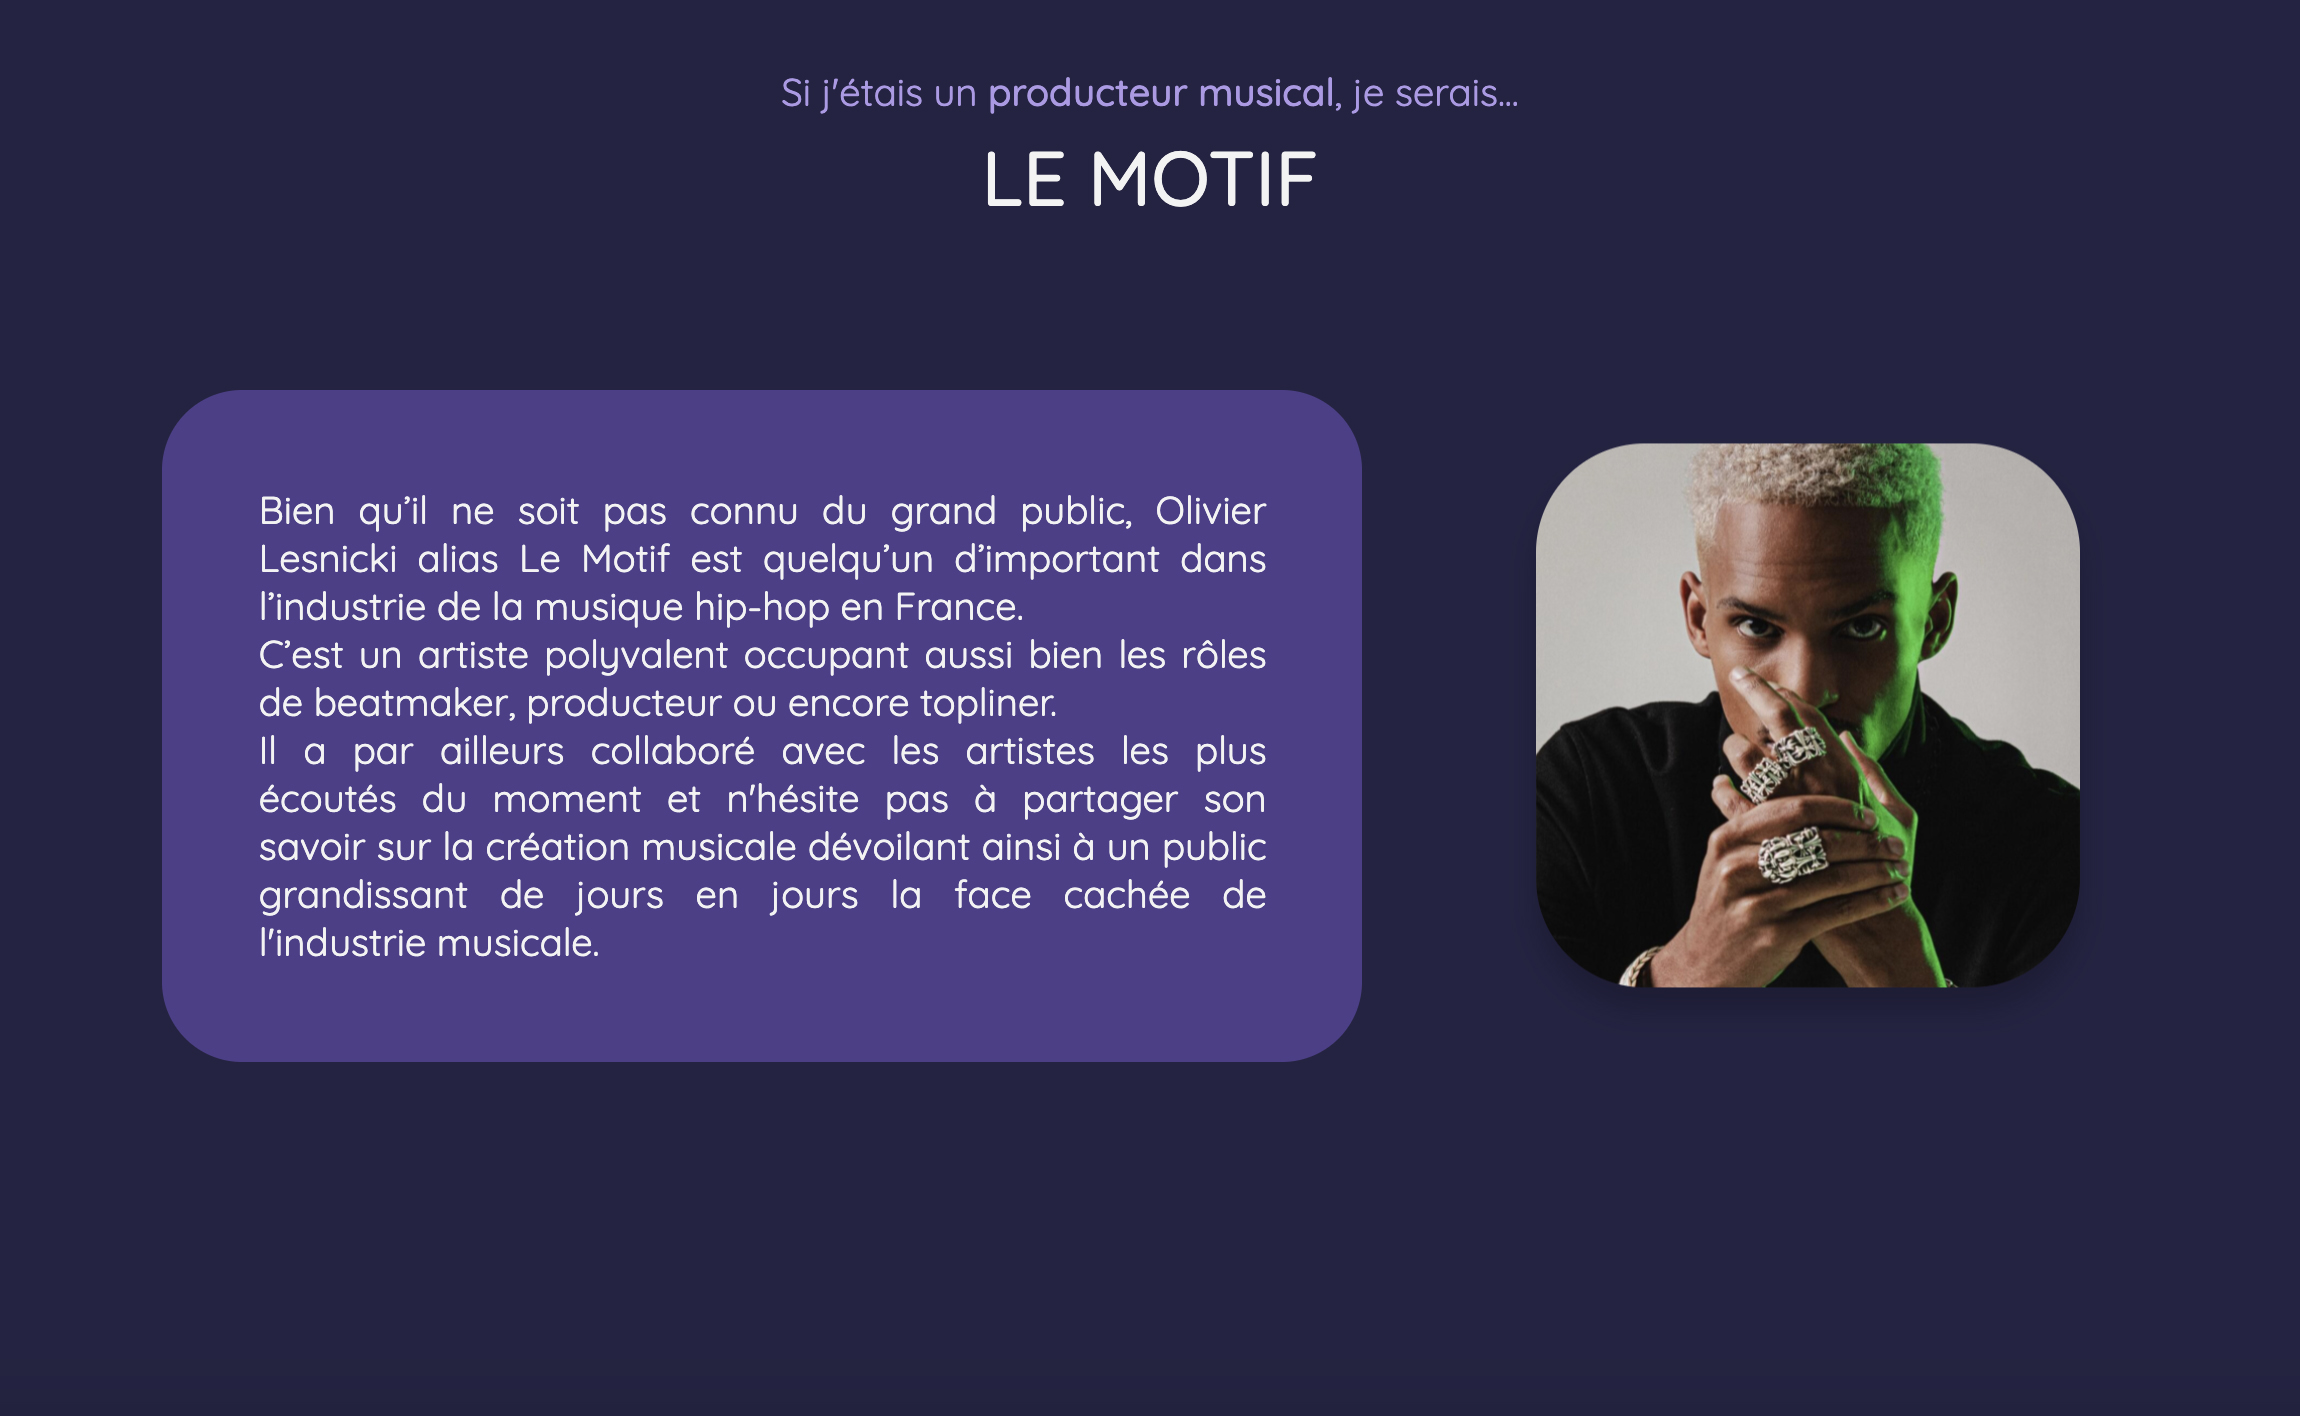 Si j'étais un producteur musical, je serais...
LE MOTIF
Bien qu’il ne soit pas connu du grand public, Olivier
Lesnicki alias Le Motif est quelqu’un d’important dans
l’industrie de la musique hip-hop en France.
C’est un artiste polyvalent occupant aussi bien les rôles
de beatmaker, producteur ou encore topliner.
Il a par ailleurs collaboré avec les artistes les plus
écoutés du moment et n'hésite pas à partager son
savoir sur la création musicale dévoilant ainsi à un public
grandissant de jours en jours la face cachée de
l'industrie musicale.